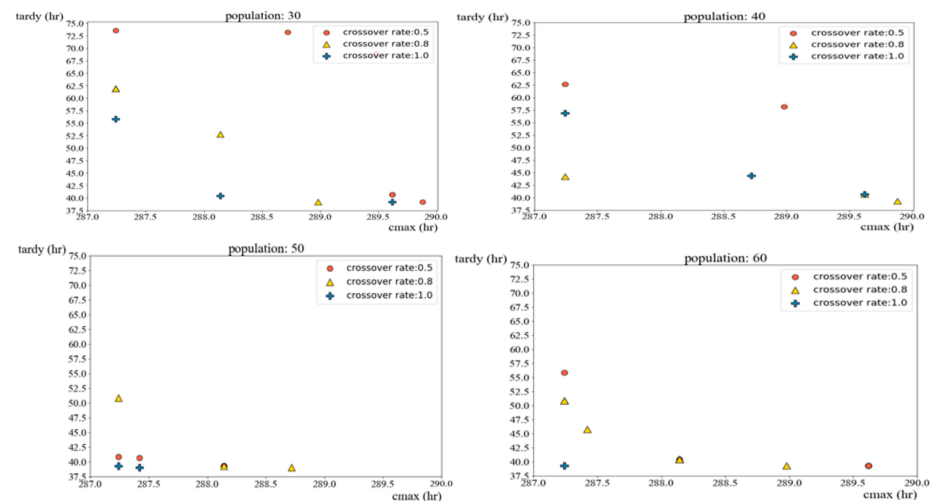 population: 30
tardy (hr)
75.0
72.5
70.0
67.5
65.0
62.5
60.0
57.5
55.0
52.5
50.0
47.5
45.0
42.5
40.0
37.5
crossover rate:0.5
crossover rate:0.8
crossover rate:1.0
287.0 287.5 288.0 288.5 289.0 289.5 290.0
cmax (hr)
population: 40
tardy (hr)
75.0
72.5
70.0
67.5
65.0
62.5
60.0
57.5
55.0
52.5
50.0
47.5
45.0
42.5
40.0
37.5
crossover rate:0.5
crossover rate:0.8
crossover rate:1.0
287.0 287.5 288.0 288.5 289.0 289.5 290.0
cmax (hr)
population: 50
tardy (hr)
75.0
72.5
70.0
67.5
65.0
62.5
60.0
57.5
55.0
52.5
50.0
47.5
45.0
42.5
40.0
37.5
crossover rate:0.5
crossover rate:0.8
crossover rate:1.0
287.0 287.5 288.0 288.5 289.0 289.5 290.0
cmax (hr)
population: 60
tardy (hr)
75.0
72.5
70.0
67.5
65.0
62.5
60.0
57.5
55.0
52.5
50.0
47.5
45.0
42.5
40.0
37.5
crossover rate:0.5
crossover rate:0.8
crossover rate:1.0
287.0 287.5 288.0 288.5 289.0 289.5 290.0
cmax (hr)